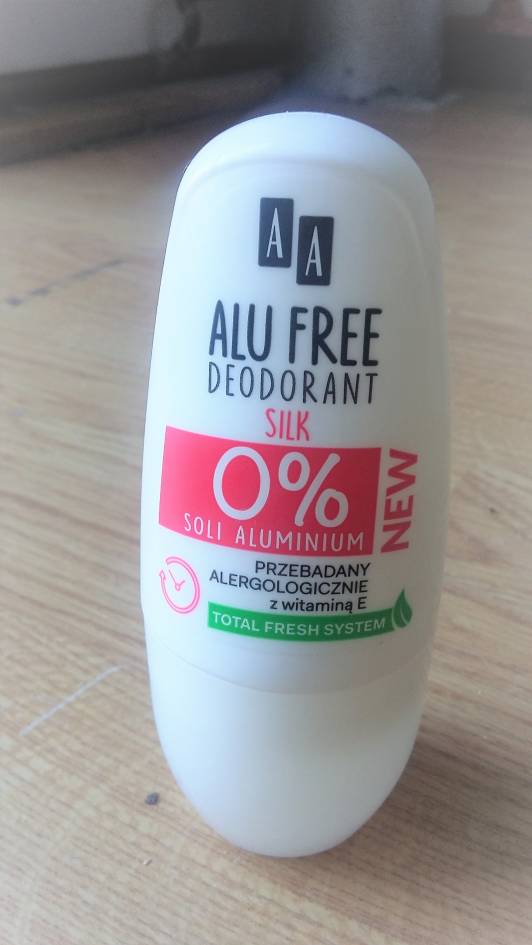 AA
ALU FREE
DEODORANT
SILK
0%
SOLI ALUMINIUM
NEW
PRZEBADANY
ALERGOLOGICZNIE
z witaminą E
TOTAL FRESH SYSTEM